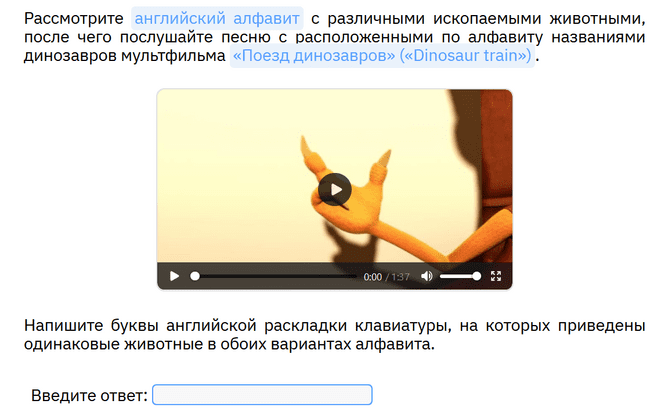 Рассмотрите английский алфавит с различными ископаемыми животными,
после чего послушайте песню с расположенными по алфавиту названиями
динозавров мультфильма «Поезд динозавров» («Dinosaur train») .
0:00 / 1:37
Напишите буквы английской раскладки клавиатуры, на которых приведены
одинаковые животные в обоих вариантах алфавита.
Введите ответ: